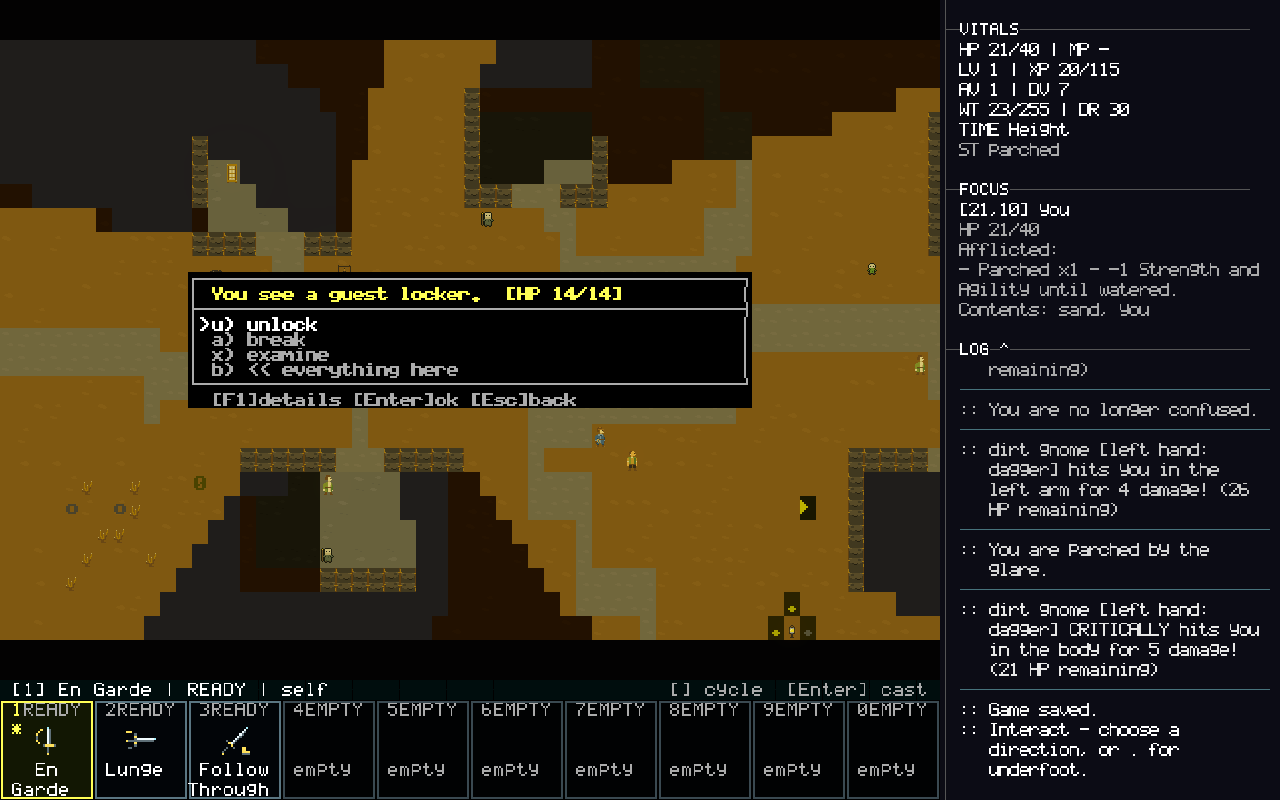 You see a guest locker. [HP 14/14]
>u) unlock
a) break
x) examine
b) << everything here
[F1]details [Enter]ok [Esc]back
[1] En Garde | READY | self
[] cycle [Enter] cast
1READY
En
Garde
2READY
Lunge
3READY
Follow
Through
4EMPTY
empty
5EMPTY
empty
6EMPTY
empty
7EMPTY
empty
8EMPTY
empty
9EMPTY
empty
0EMPTY
empty
VITALS
HP 21/40 | MP -
LV 1 | XP 20/115
AV 1 | DV 7
WT 23/255 | DR 30
TIME Height
ST Parched
FOCUS
[21,10] you
HP 21/40
Afflicted:
- Parched x1 - -1 Strength and
Agility until watered.
Contents: sand, you
LOG ^
remaining)
:: You are no longer confused.
:: dirt gnome [left hand:
dagger] hits you in the
left arm for 4 damage! (26
HP remaining)
:: You are Parched by the
glare.
:: dirt gnome [left hand:
dagger] CRITICALLY hits you
in the body for 5 damage!
(21 HP remaining)
:: Game saved.
:: Interact - choose a
direction, or . for
underfoot.